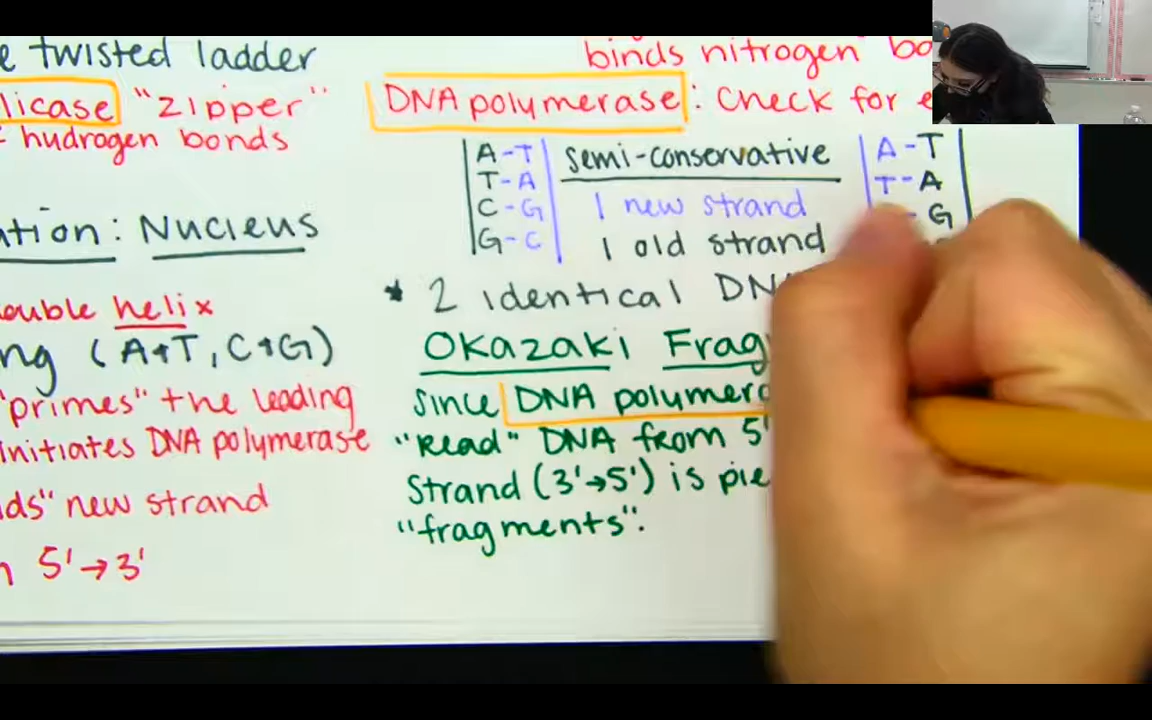 e twisted ladder
licase "zipper"
hydrogen bonds
ation: Nucleus
ouble helix
ng (A+T, C+G)
"primes" the leading
initiates DNA polymerase
ds" new strand
5'→3'
binds nitrogen
DNA polymerase: Check for
A-T
T-A
C-G
G-C
semi-conservative
1 new strand
1 old strand
A-T
T-A
- G
* 2 identical DN
Okazaki Frag
Since DNA polymer
"Read" DNA from 5'
Strand (3'→5') is pie
"fragments".